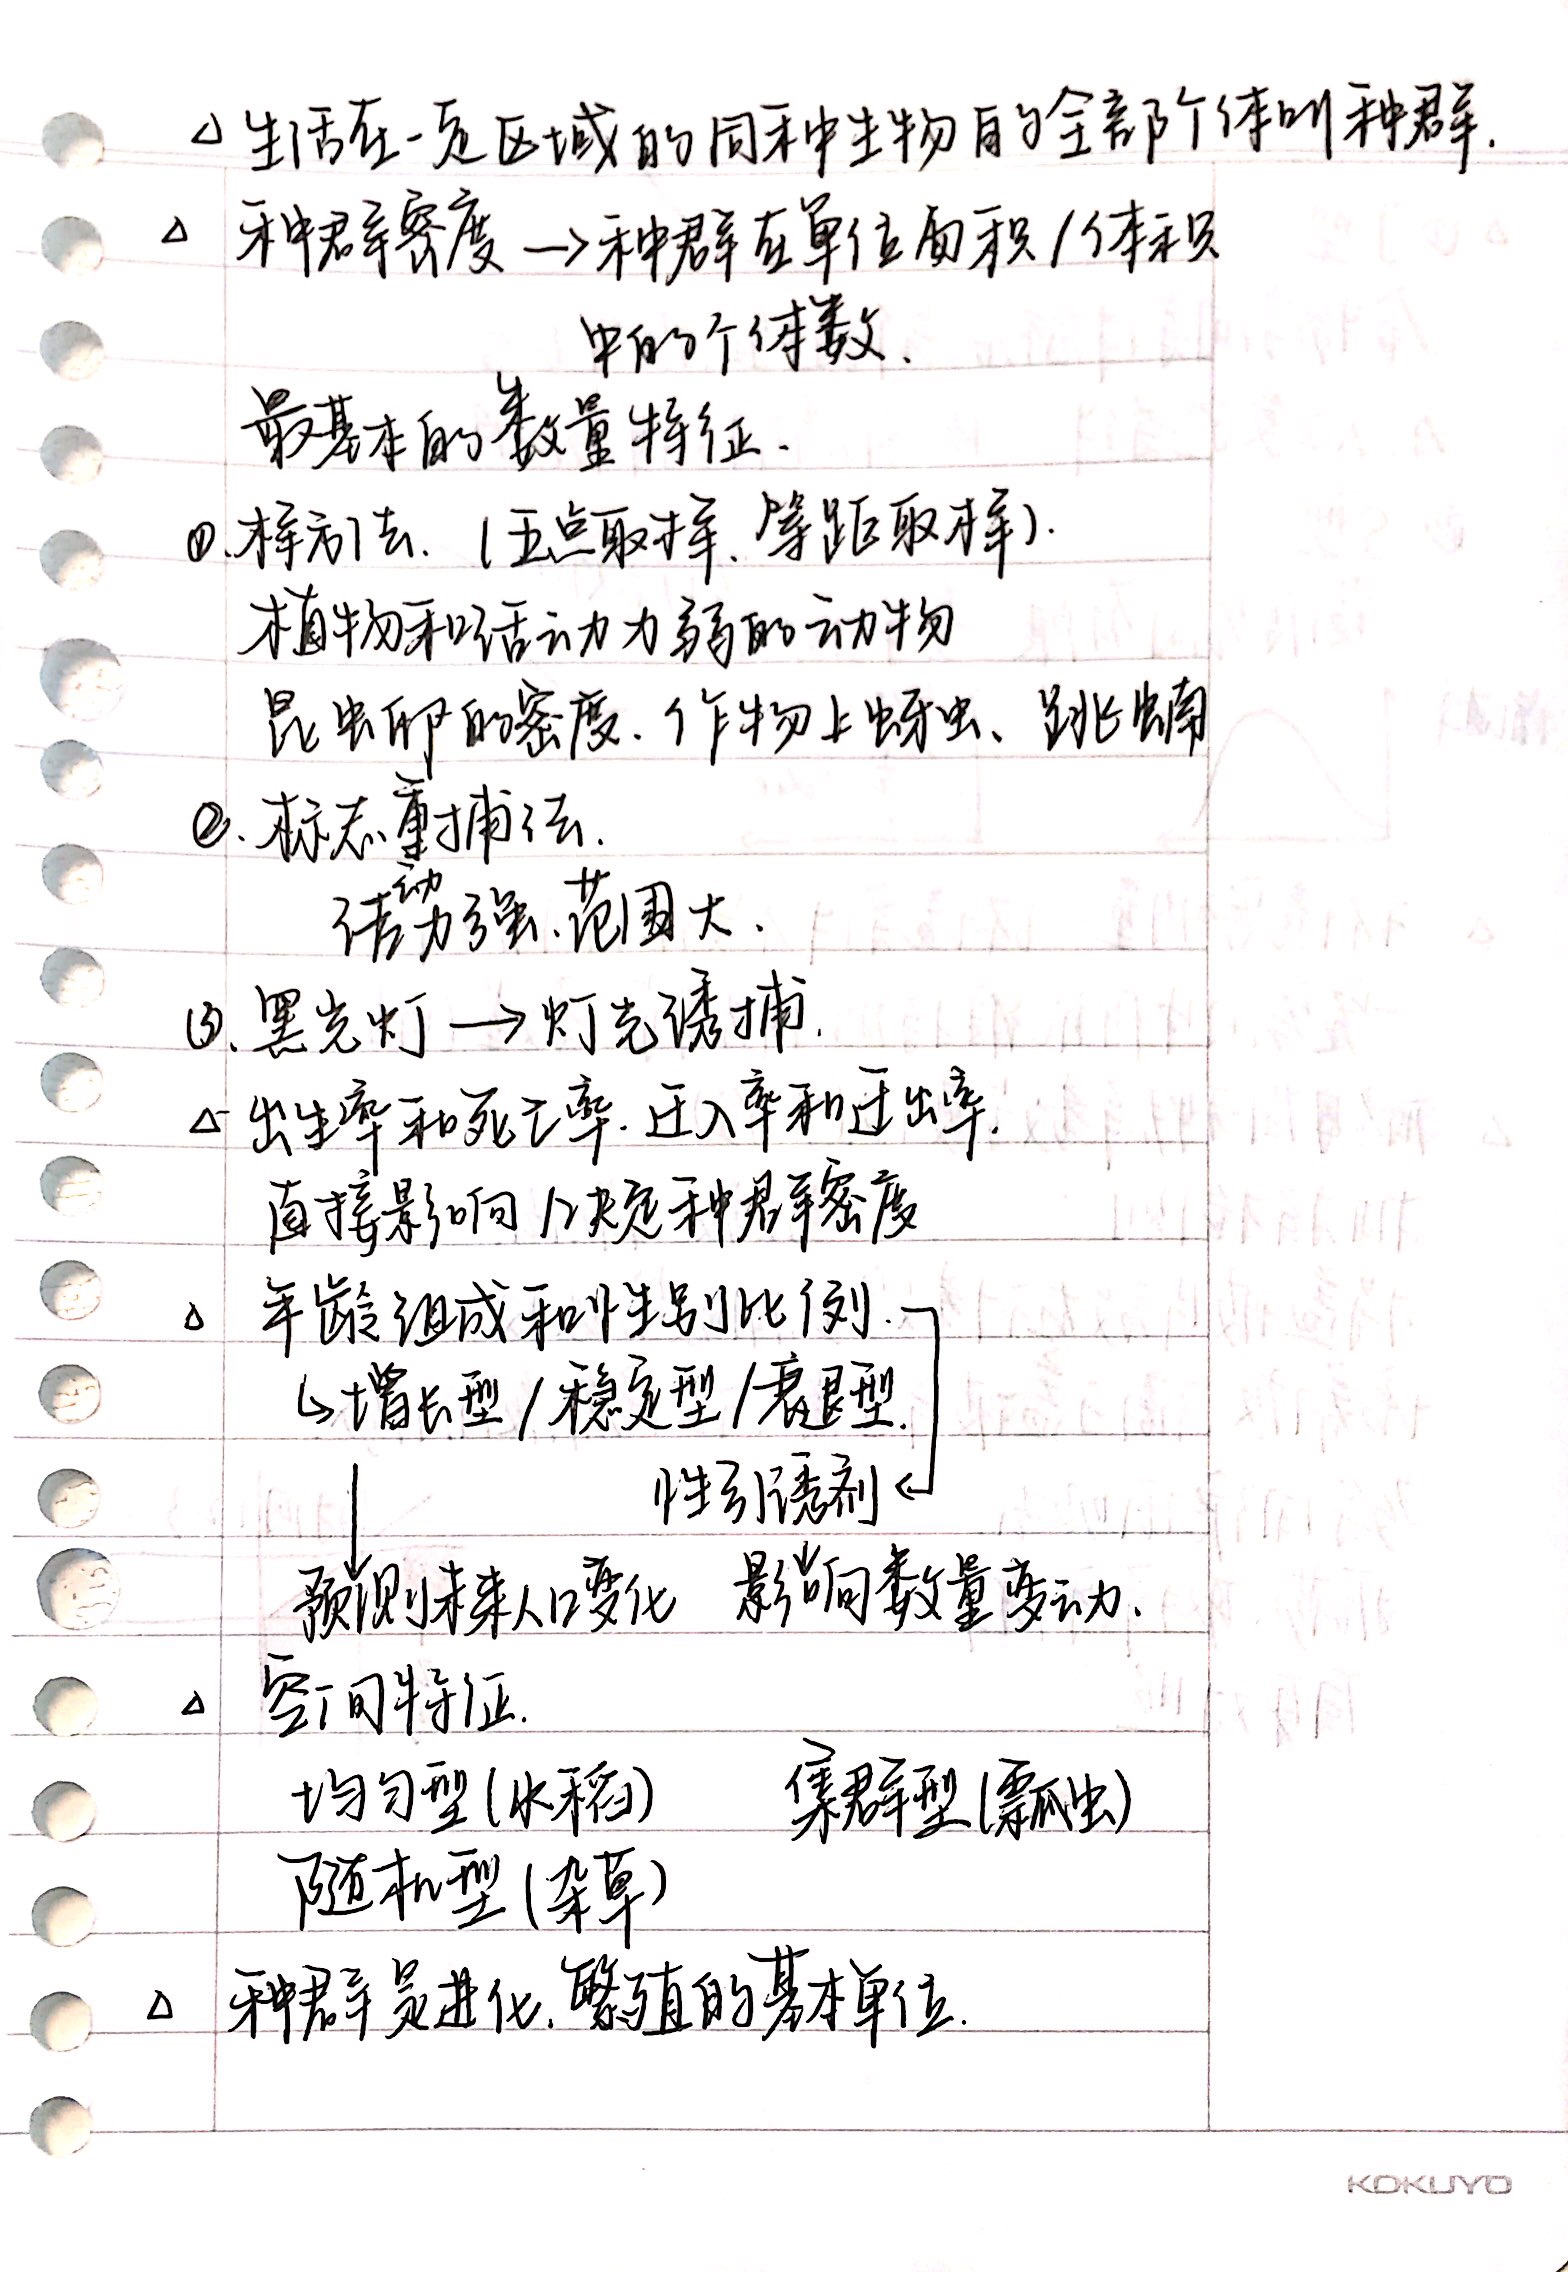 △ 生活在一定区域的同种生物的全部个体叫种群.
△ 种群密度 → 种群在单位面积/体积
中的个体数.
最基本的数量特征.
①. 样方法. (五点取样、等距取样).
植物和活动力弱的动物
昆虫卵的密度. 作物上蚜虫、跳蝻
②. 标志重捕法.
活动力强. 范围大.
③. 黑光灯 → 灯光诱捕.
△ 出生率和死亡率. 迁入率和迁出率.
直接影响/决定种群密度
△ 年龄组成和性别比例.
↳ 增长型/稳定型/衰退型.
性引诱剂
预测未来人口变化 影响数量变动.
△ 空间特征.
均匀型(水稻) 集群型(瓢虫)
随机型(杂草)
△ 种群是进化.繁殖的基本单位.
KOKUYO